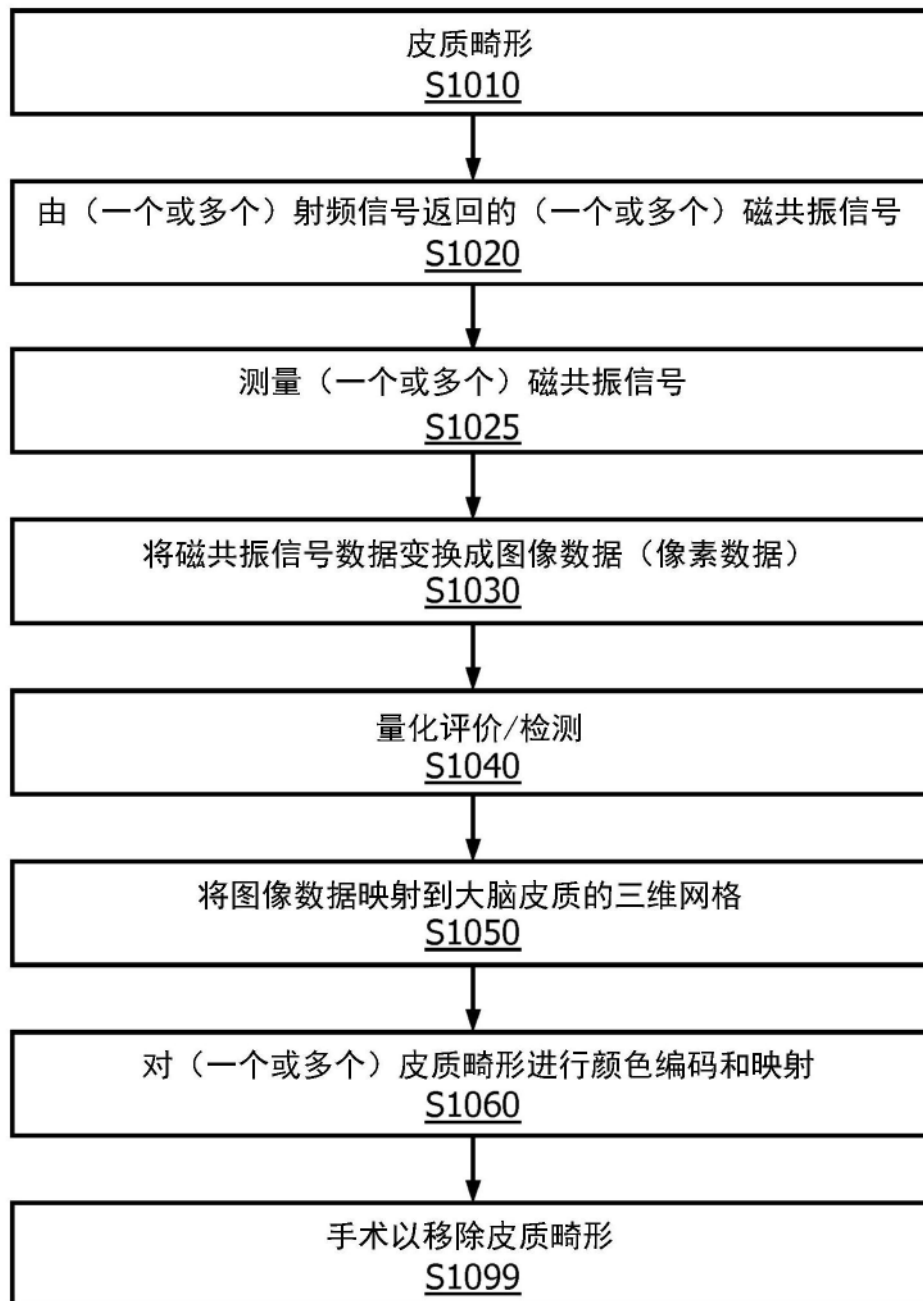 皮质畸形
S1010
由（一个或多个）射频信号返回的（一个或多个）磁共振信号
S1020
测量（一个或多个）磁共振信号
S1025
将磁共振信号数据变换成图像数据（像素数据）
S1030
量化评价/检测
S1040
将图像数据映射到大脑皮质的三维网格
S1050
对（一个或多个）皮质畸形进行颜色编码和映射
S1060
手术以移除皮质畸形
S1099